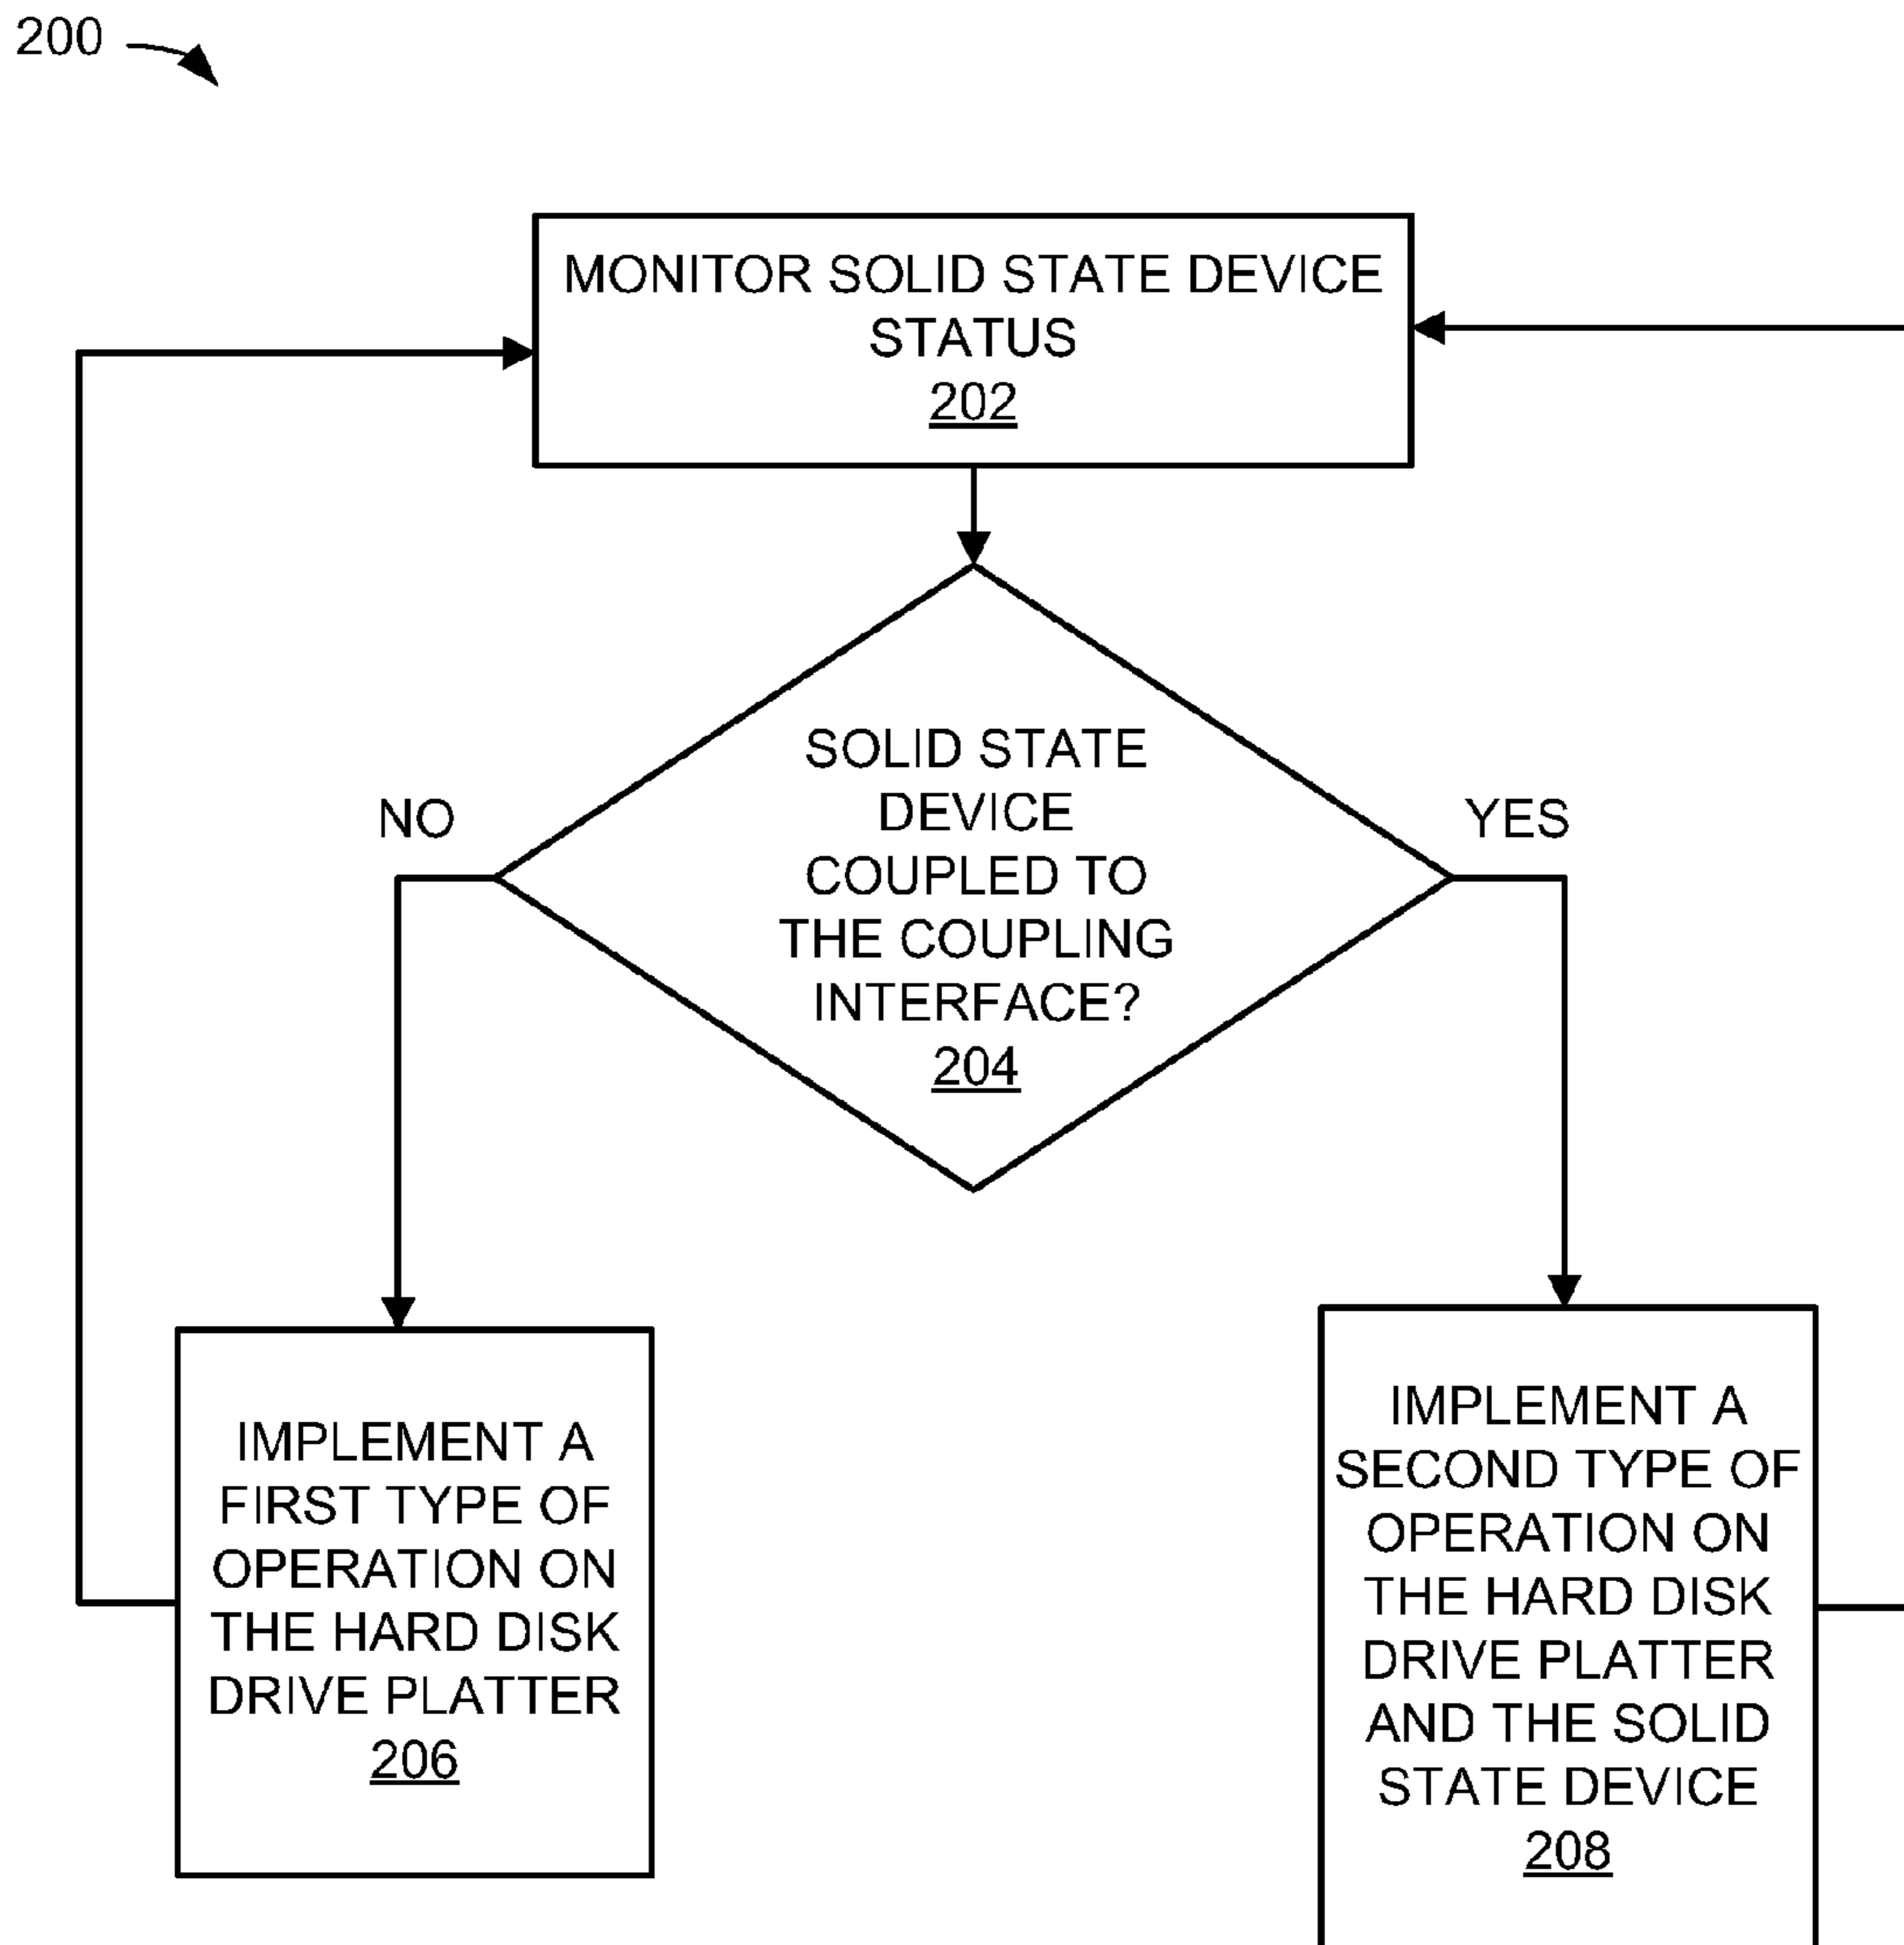 200
MONITOR SOLID STATE DEVICE
STATUS
202
SOLID STATE
DEVICE
COUPLED TO
THE COUPLING
INTERFACE?
204
NO
YES
IMPLEMENT A
FIRST TYPE OF
OPERATION ON
THE HARD DISK
DRIVE PLATTER
206
IMPLEMENT A
SECOND TYPE OF
OPERATION ON
THE HARD DISK
DRIVE PLATTER
AND THE SOLID
STATE DEVICE
208